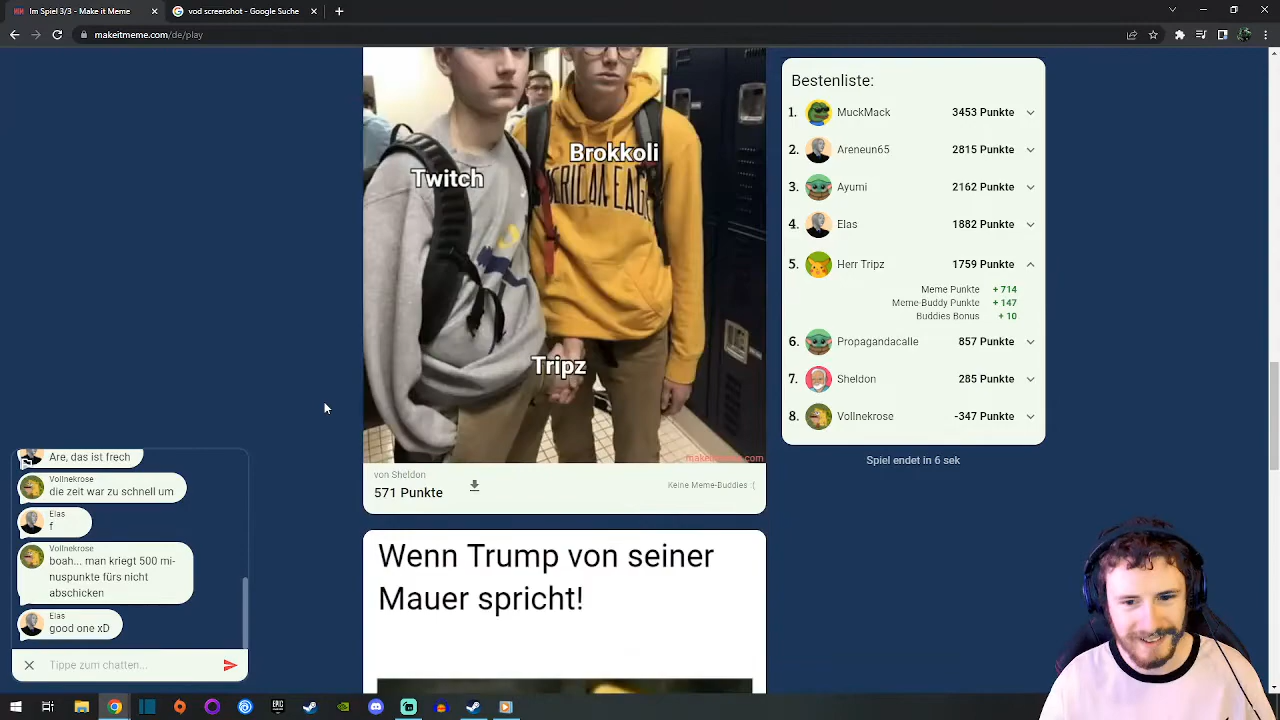 Im Spiel 3/3 - Make it Meme
vod screenshot - Google Suche
makeitmeme.com/de/play
Twitch
Brokkoli
AMERICAN EAGLE
Tripz
von Sheldon
571 Punkte
Keine Meme-Buddies :(
Wenn Trump von seiner
Mauer spricht!
Bestenliste:
1. MuckMack 3453 Punkte
2. Areneun65 2815 Punkte
3. Ayumi 2162 Punkte
4. Elas 1882 Punkte
5. Herr Tripz 1759 Punkte
Meme Punkte + 714
Meme-Buddy Punkte + 147
Buddies Bonus + 10
6. Propagandacalle 857 Punkte
7. Sheldon 285 Punkte
8. Vollnekrose -347 Punkte
Spiel endet in 6 sek
Are, das ist frech
Vollnekrose
die zeit war zu schnell um
Elas
f
Vollnekrose
boah... man kriegt 500 mi-
nuspunkte fürs nicht
abschicken
Elas
good one xD
Tippe zum chatten...